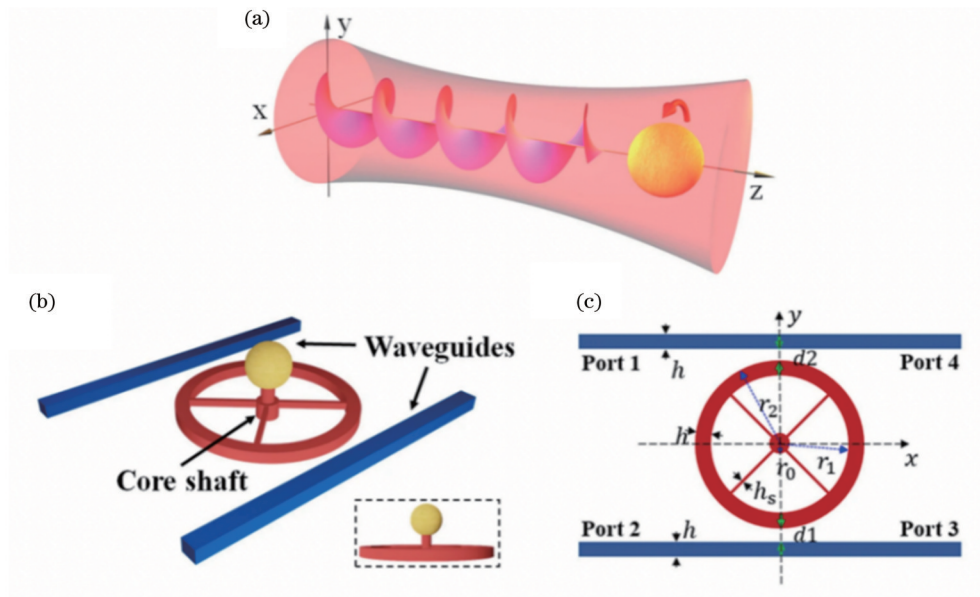 (a)
y
x
z
(b)
Waveguides
Core shaft
(c)
y
Port 1
h
d2
Port 4
r₂
h
r₀
r₁
x
hₛ
Port 2
h
d1
Port 3